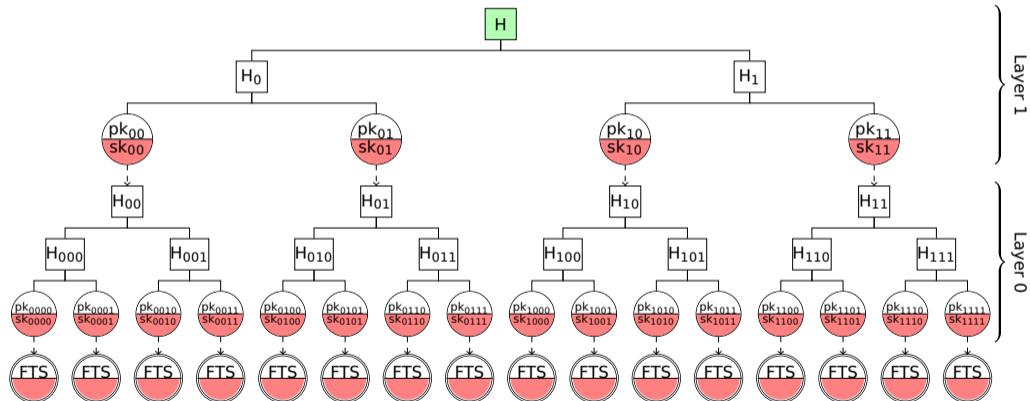 H
H₀ H₁
Layer 1
pk₀₀ pk₀₁ pk₁₀ pk₁₁
sk₀₀ sk₀₁ sk₁₀ sk₁₁
H₀₀ H₀₁ H₁₀ H₁₁
Layer 0
H₀₀₀ H₀₀₁ H₀₁₀ H₀₁₁ H₁₀₀ H₁₀₁ H₁₁₀ H₁₁₁
pk₀₀₀₀ pk₀₀₀₁ pk₀₀₁₀ pk₀₀₁₁ pk₀₁₀₀ pk₀₁₀₁ pk₀₁₁₀ pk₀₁₁₁ pk₁₀₀₀ pk₁₀₀₁ pk₁₀₁₀ pk₁₀₁₁ pk₁₁₀₀ pk₁₁₀₁ pk₁₁₁₀ pk₁₁₁₁
sk₀₀₀₀ sk₀₀₀₁ sk₀₀₁₀ sk₀₀₁₁ sk₀₁₀₀ sk₀₁₀₁ sk₀₁₁₀ sk₀₁₁₁ sk₁₀₀₀ sk₁₀₀₁ sk₁₀₁₀ sk₁₀₁₁ sk₁₁₀₀ sk₁₁₀₁ sk₁₁₁₀ sk₁₁₁₁
FTS FTS FTS FTS FTS FTS FTS FTS FTS FTS FTS FTS FTS FTS FTS FTS